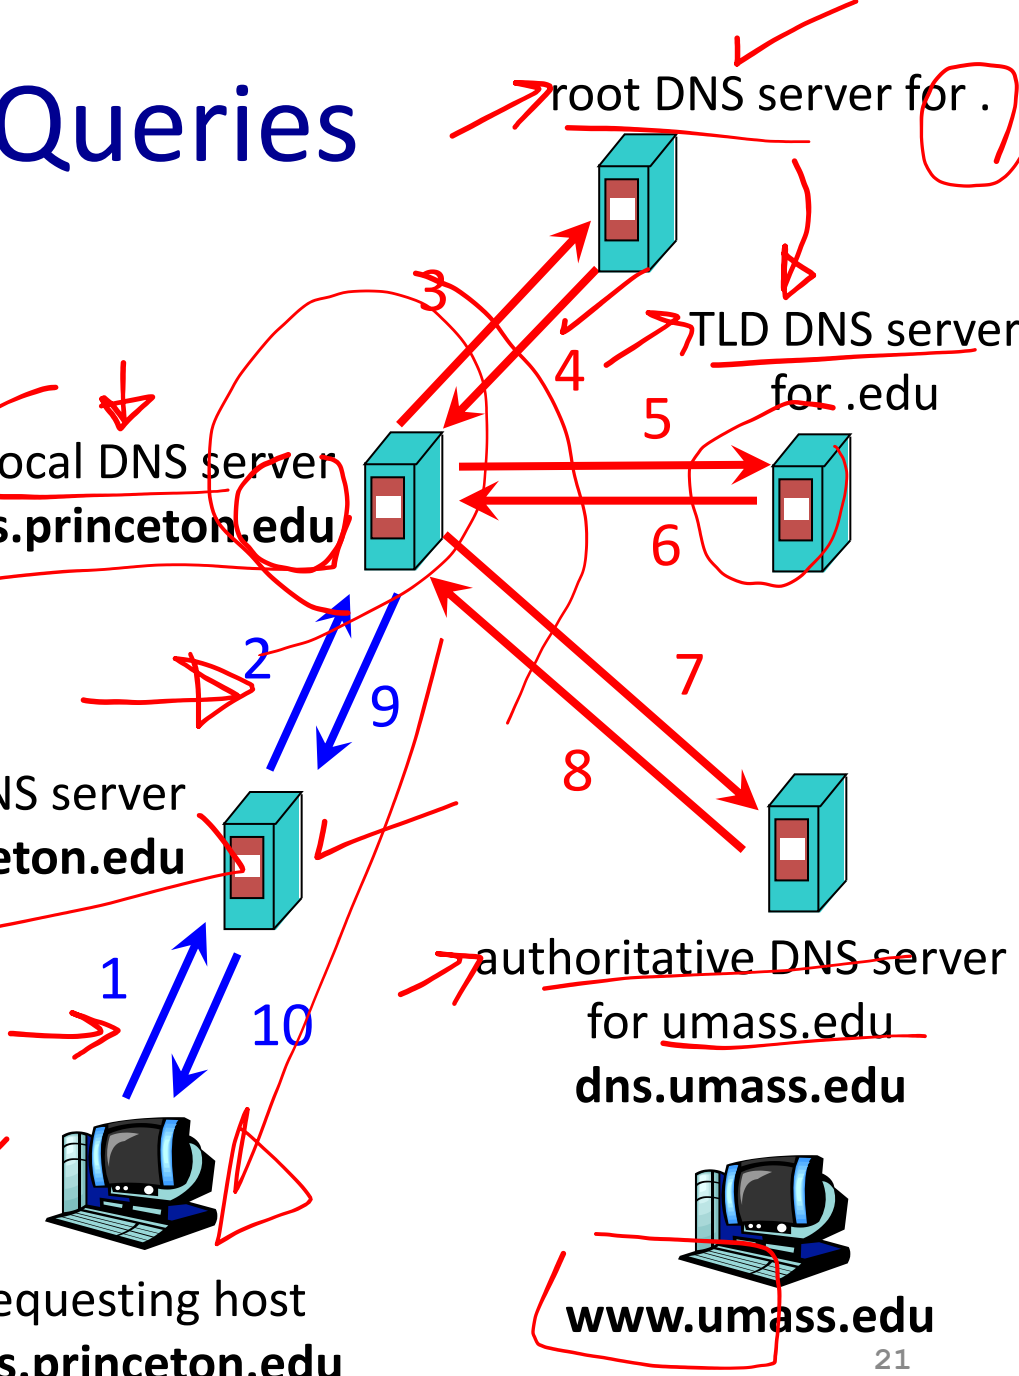 Queries
root DNS server for .
3
4
TLD DNS server
for .edu
5
ocal DNS server
s.princeton.edu
6
2
9
7
8
NS server
eton.edu
1
10
authoritative DNS server
for umass.edu
dns.umass.edu
equesting host
s.princeton.edu
www.umass.edu
21